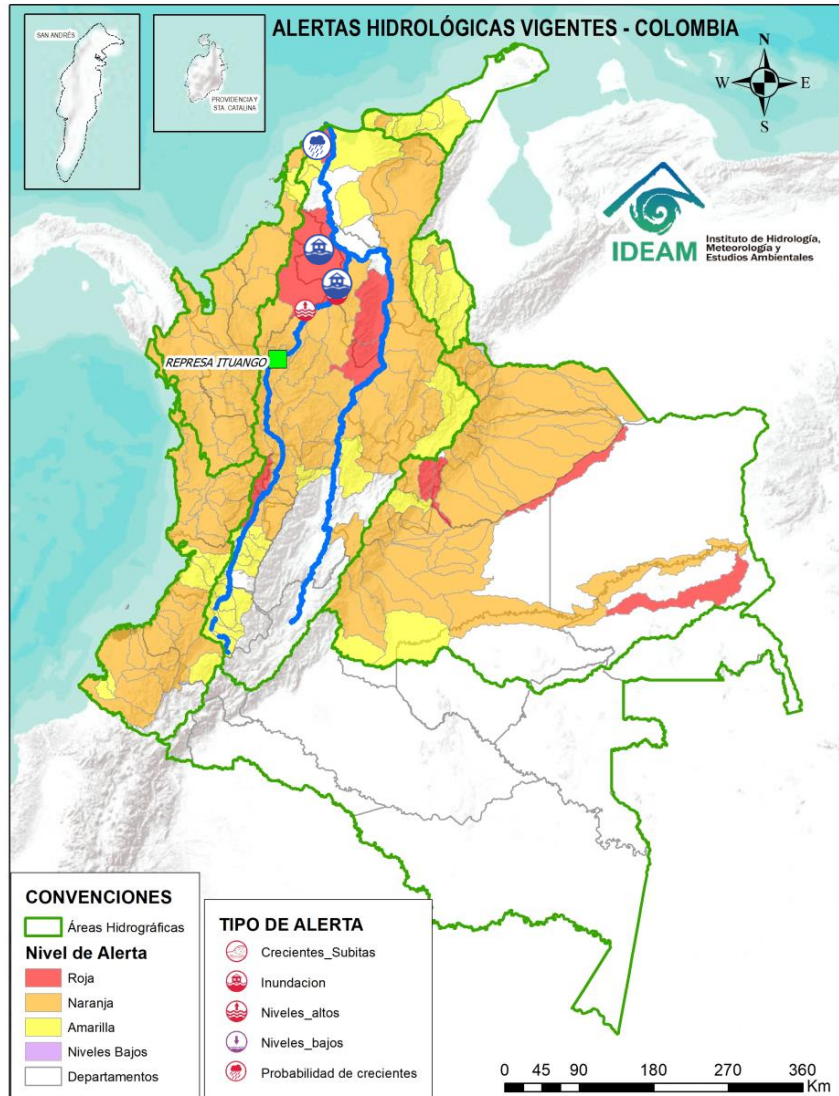 ALERTAS HIDROLÓGICAS VIGENTES - COLOMBIA
SAN ANDRÉS
PROVIDENCIA Y
STA. CATALINA
N
W
E
S
IDEAM
Instituto de Hidrología,
Meteorología y
Estudios Ambientales
REPRESA ITUANGO
CONVENCIONES
Áreas Hidrográficas
Nivel de Alerta
Roja
Naranja
Amarilla
Niveles Bajos
Departamentos
TIPO DE ALERTA
Crecientes_Subitas
Inundacion
Niveles_altos
Niveles_bajos
Probabilidad de crecientes
0 45 90 180 270 360
Km